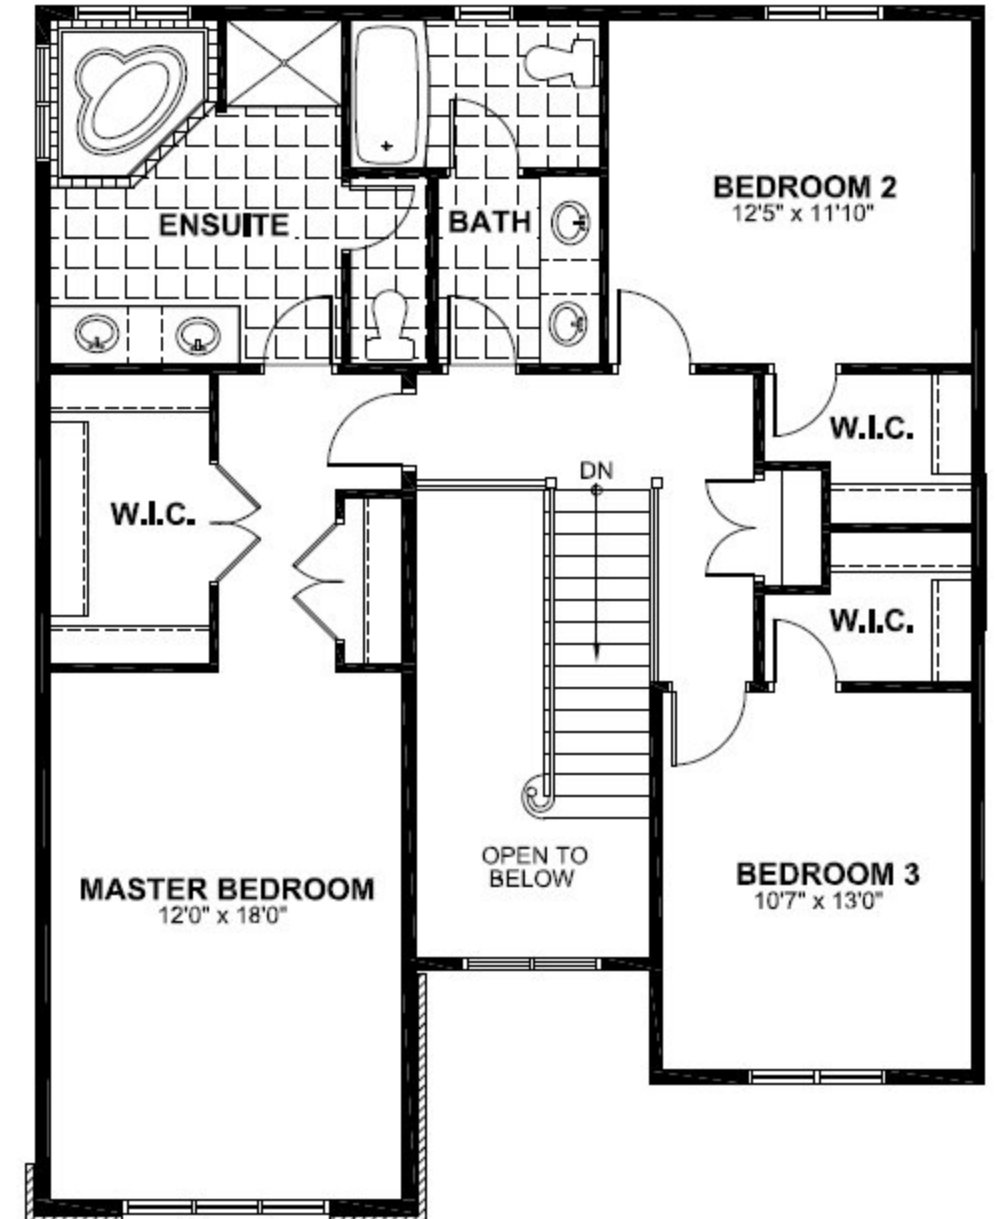 BEDROOM 2
12'5" x 11'10"
ENSUITE
BATH
W.I.C.
DN
W.I.C.
W.I.C.
OPEN TO
BELOW
BEDROOM 3
10'7" x 13'0"
MASTER BEDROOM
12'0" x 18'0"